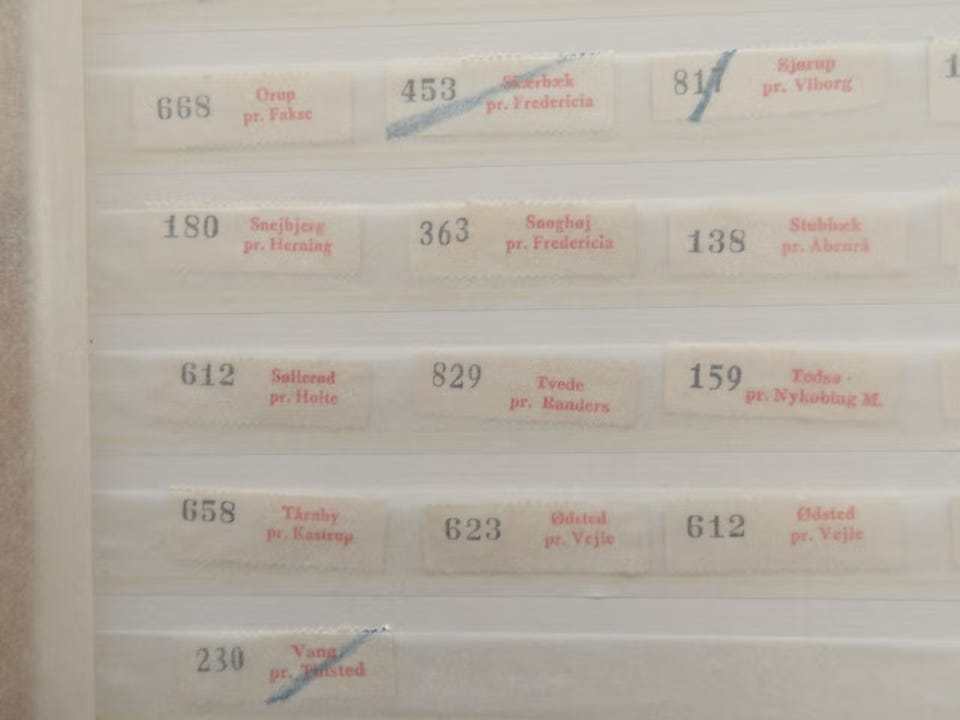 668 Orup
pr. Fakse
453 Skærbæk
pr. Fredericia
817 Sjørup
pr. Viborg
1
180 Snejbjerg
pr. Herning
363 Snoghøj
pr. Fredericia
138 Stubbæk
pr. Abenrå
612 Søllerød
pr. Holte
829 Tvede
pr. Randers
159 Todsø
pr. Nykøbing M.
658 Tårnby
pr. Kastrup
623 Ødsted
pr. Vejle
612 Ødsted
pr. Vejle
230 Vang
pr. Thisted